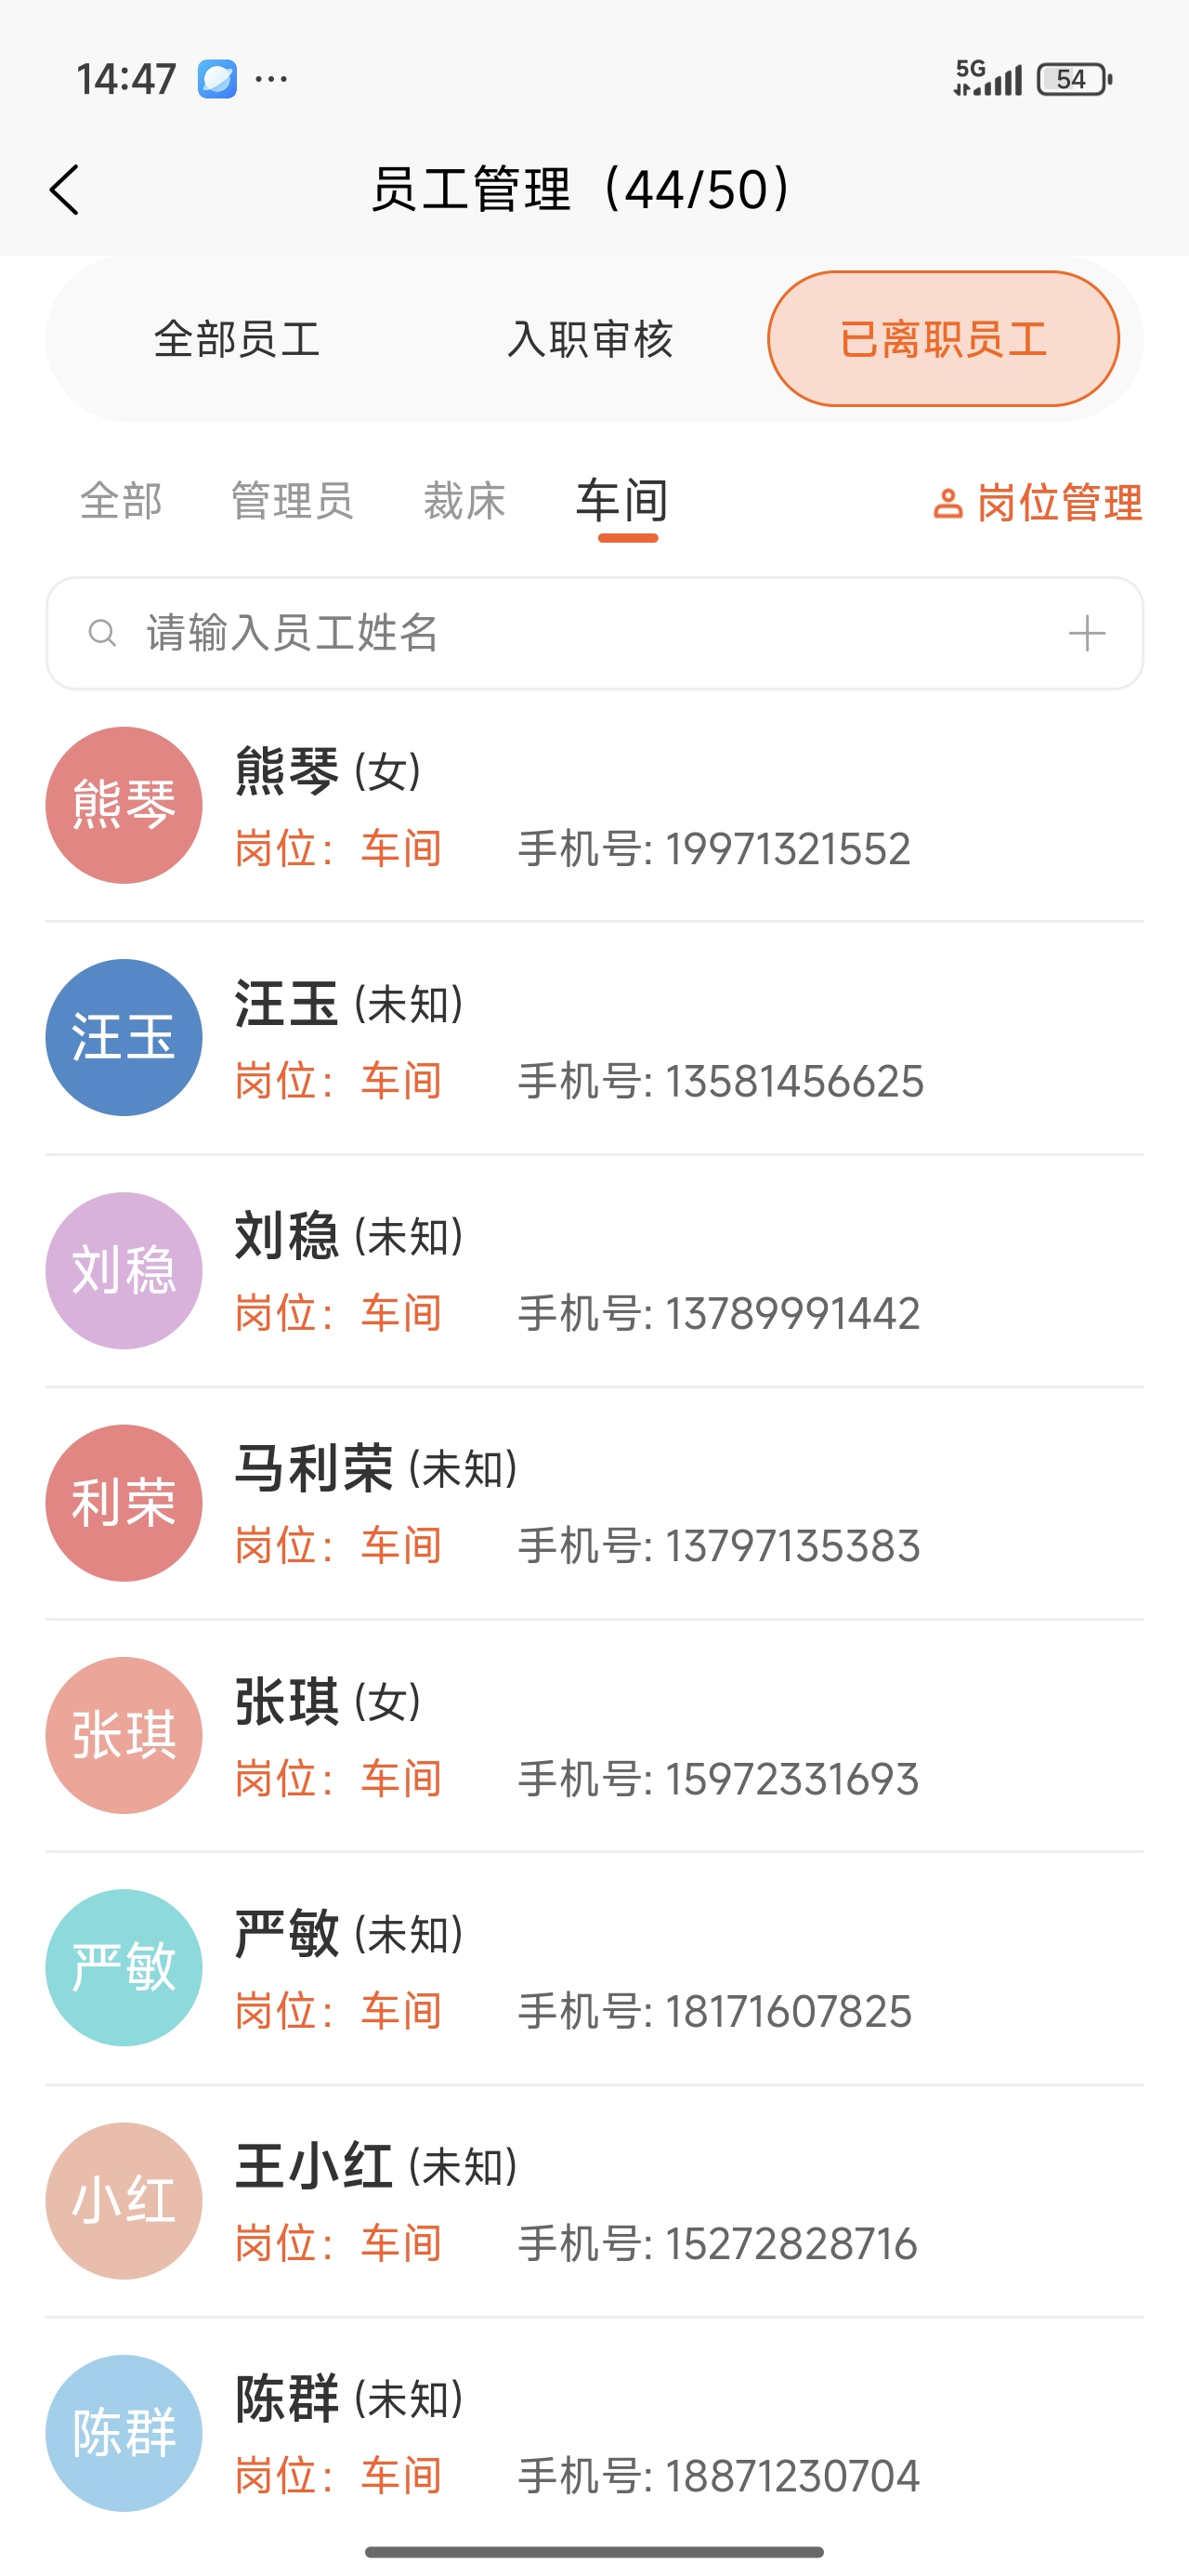 14:47 ... 5G 54
员工管理（44/50）
全部员工 入职审核 已离职员工
全部 管理员 裁床 车间 岗位管理
请输入员工姓名
熊琴
熊琴 (女)
岗位：车间 手机号: 19971321552
汪玉
汪玉 (未知)
岗位：车间 手机号: 13581456625
刘稳
刘稳 (未知)
岗位：车间 手机号: 13789991442
利荣
马利荣 (未知)
岗位：车间 手机号: 13797135383
张琪
张琪 (女)
岗位：车间 手机号: 15972331693
严敏
严敏 (未知)
岗位：车间 手机号: 18171607825
小红
王小红 (未知)
岗位：车间 手机号: 15272828716
陈群
陈群 (未知)
岗位：车间 手机号: 18871230704